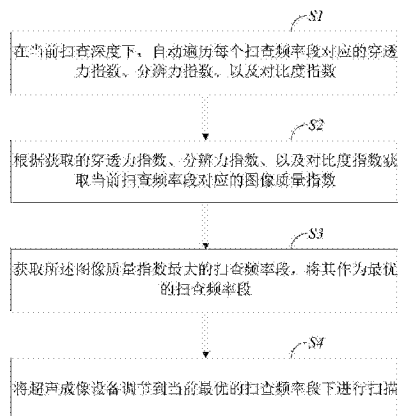 S1
在当前扫查深度下，自动遍历每个扫查频率段对应的穿透
力指数、分辨力指数、以及对比度指数
S2
根据获取的穿透力指数、分辨力指数、以及对比度指数获
取当前扫查频率段对应的图像质量指数
S3
获取所述图像质量指数最大的扫查频率段，将其作为最优
的扫查频率段
S4
将超声成像设备调节到当前最优的扫查频率段下进行扫描